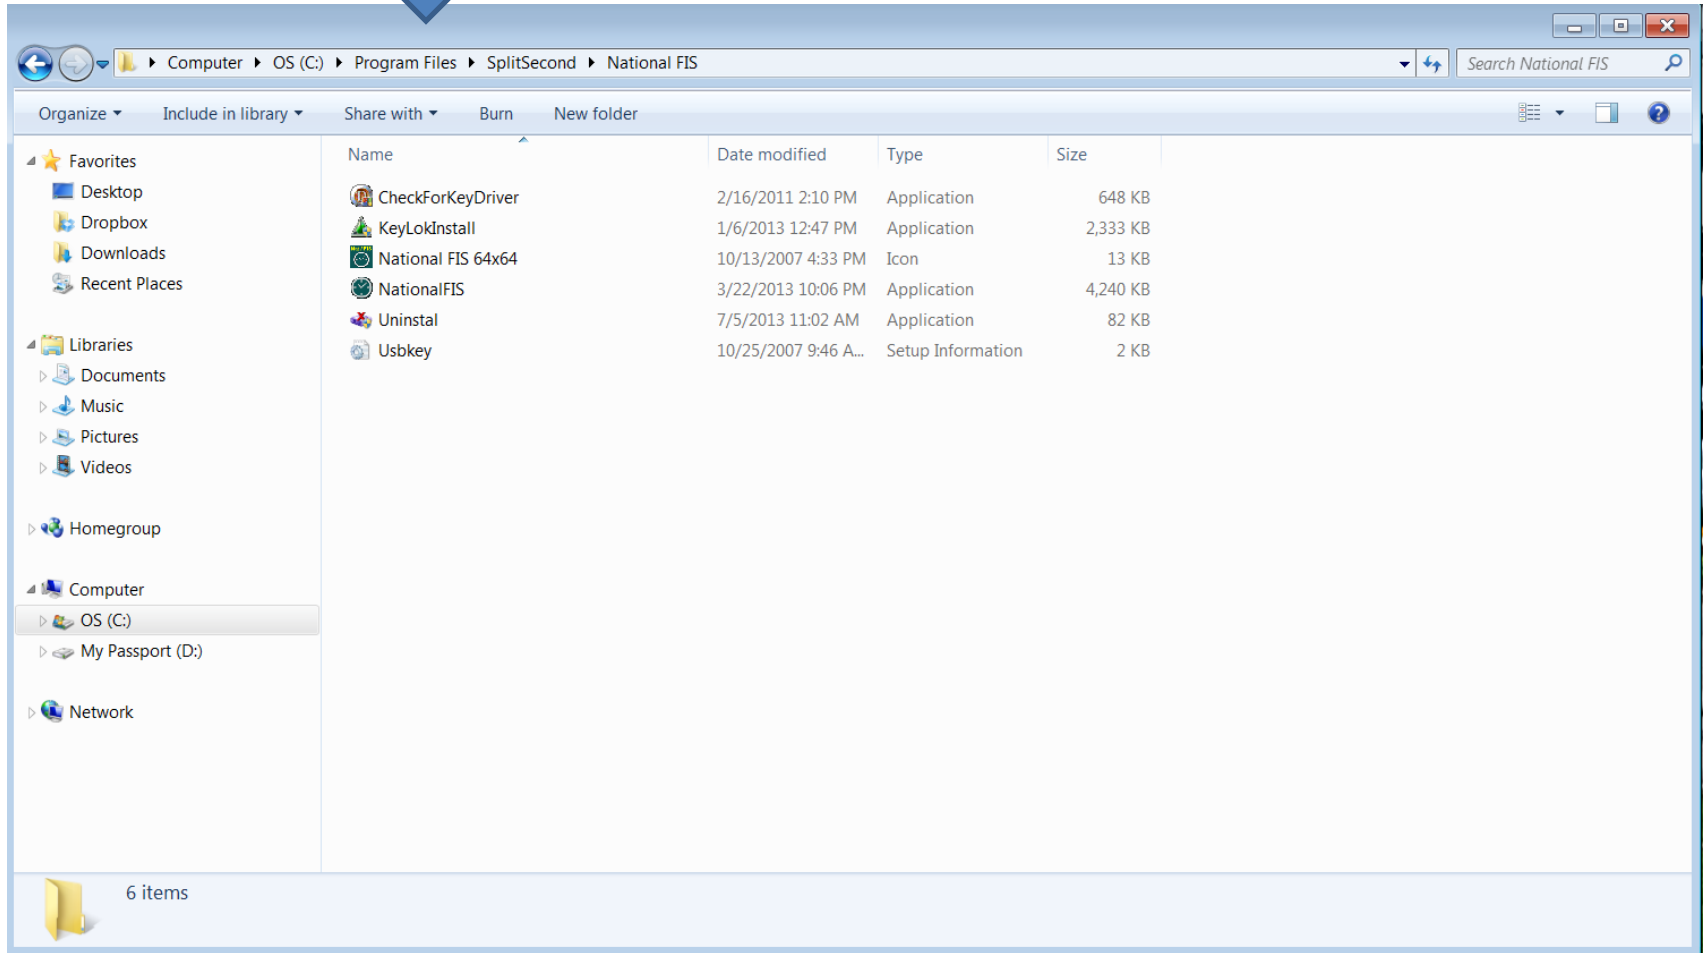 Computer OS (C:) Program Files SplitSecond National FIS
Search National FIS
Organize Include in library Share with Burn New folder
Favorites
Desktop
Dropbox
Downloads
Recent Places
Libraries
Documents
Music
Pictures
Videos
Homegroup
Computer
OS (C:)
My Passport (D:)
Network
Name Date modified Type Size
CheckForKeyDriver 2/16/2011 2:10 PM Application 648 KB
KeyLokInstall 1/6/2013 12:47 PM Application 2,333 KB
National FIS 64x64 10/13/2007 4:33 PM Icon 13 KB
NationalFIS 3/22/2013 10:06 PM Application 4,240 KB
Uninstal 7/5/2013 11:02 AM Application 82 KB
Usbkey 10/25/2007 9:46 A... Setup Information 2 KB
6 items